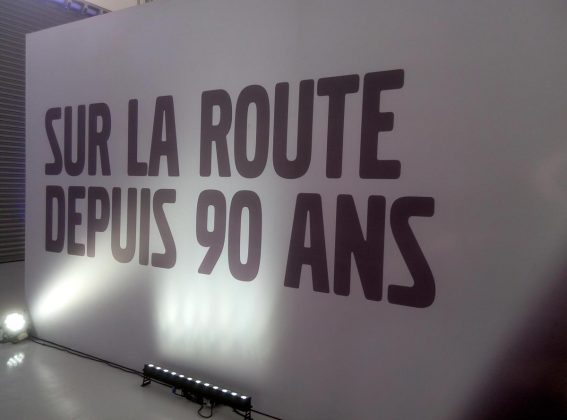 SUR LA ROUTE
DEPUIS 90 ANS